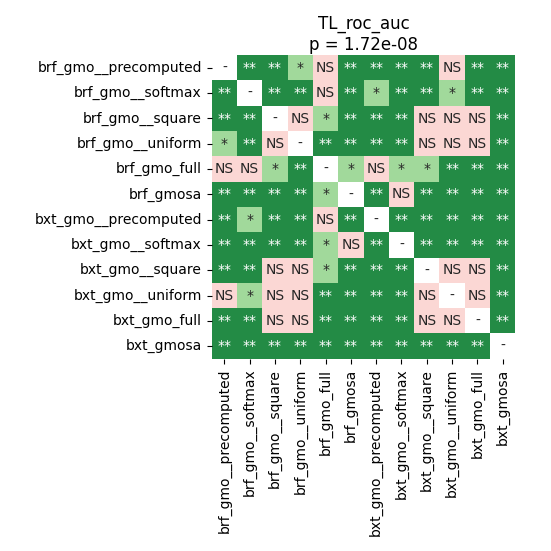 TL_roc_auc
p = 1.72e-08
brf_gmo__precomputed - ** ** * NS ** ** ** ** NS ** **
brf_gmo__softmax ** - ** ** NS ** * ** ** * ** **
brf_gmo__square ** ** - NS * ** ** ** NS NS NS **
brf_gmo__uniform * ** NS - ** ** ** ** NS NS NS **
brf_gmo_full NS NS * ** - * NS * * ** ** **
brf_gmosa ** ** ** ** * - ** NS ** ** ** **
bxt_gmo__precomputed ** * ** ** NS ** - ** ** ** ** **
bxt_gmo__softmax ** ** ** ** * NS ** - ** ** ** **
bxt_gmo__square ** ** NS NS * ** ** ** - NS NS **
bxt_gmo__uniform NS * NS NS ** ** ** ** NS - NS **
bxt_gmo_full ** ** NS NS ** ** ** ** NS NS - **
bxt_gmosa ** ** ** ** ** ** ** ** ** ** ** -
brf_gmo__precomputed
brf_gmo__softmax
brf_gmo__square
brf_gmo__uniform
brf_gmo_full
brf_gmosa
bxt_gmo__precomputed
bxt_gmo__softmax
bxt_gmo__square
bxt_gmo__uniform
bxt_gmo_full
bxt_gmosa